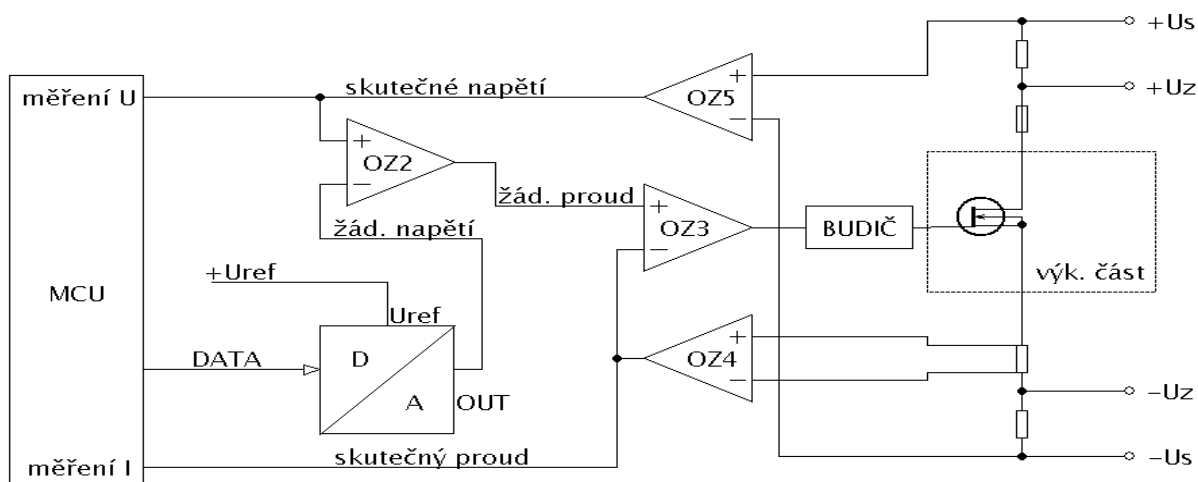 +Us
měření U
skutečné napětí
+
OZ5
−
+Uz
+
OZ2
−
žád. proud
+
OZ3
−
BUDIČ
žád. napětí
výk. část
+Uref
MCU
Uref
DATA
D
A
OUT
+
OZ4
−
−Uz
měření I
skutečný proud
−Us